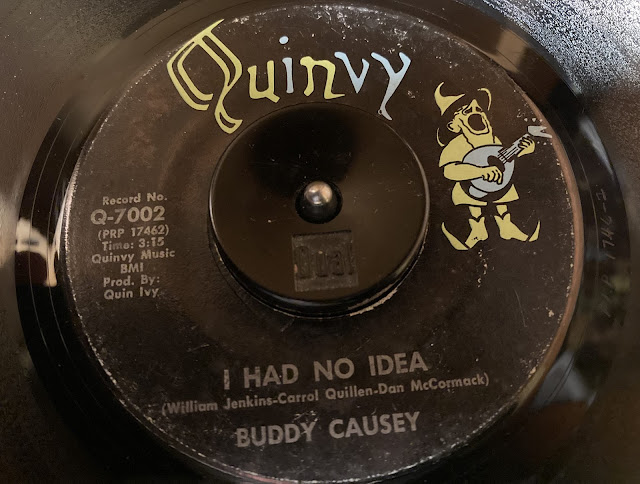 Quinvy
Record No.
Q-7002
(PRP 17462)
Time: 3:15
Quinvy Music
BMI
Prod. By:
Quin Ivy
Dual
I HAD NO IDEA
(William Jenkins-Carrol Quillen-Dan McCormack)
BUDDY CAUSEY